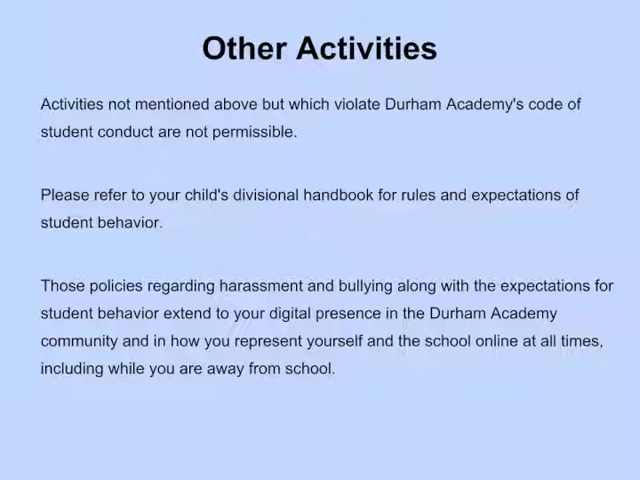 Other Activities
Activities not mentioned above but which violate Durham Academy's code of
student conduct are not permissible.
Please refer to your child's divisional handbook for rules and expectations of
student behavior.
Those policies regarding harassment and bullying along with the expectations for
student behavior extend to your digital presence in the Durham Academy
community and in how you represent yourself and the school online at all times,
including while you are away from school.